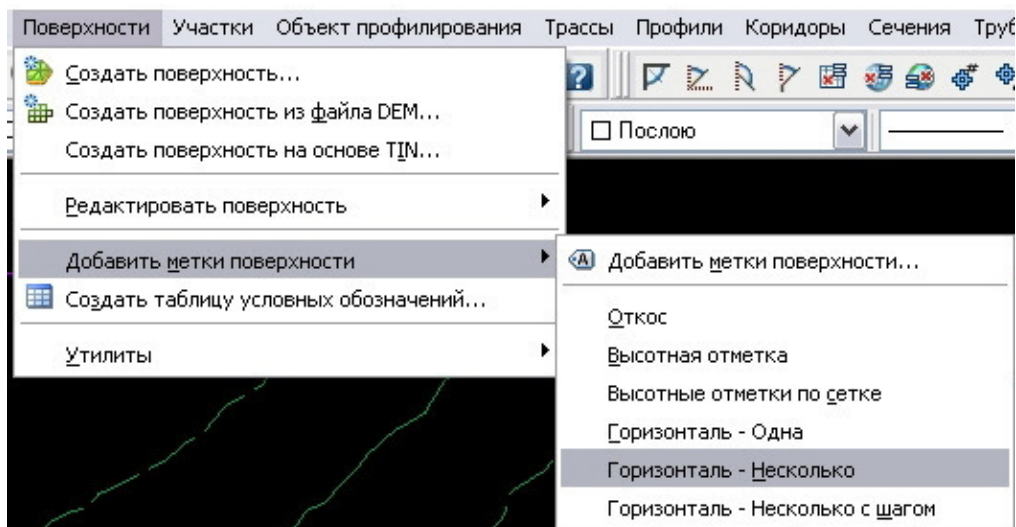 Поверхности Участки Объект профилирования Трассы Профили Коридоры Сечения Труб
Создать поверхность...
Создать поверхность из файла DEM...
Создать поверхность на основе TIN...
Послою
Редактировать поверхность
Добавить метки поверхности
Добавить метки поверхности...
Создать таблицу условных обозначений...
Откос
Утилиты
Высотная отметка
Высотные отметки по сетке
Горизонталь - Одна
Горизонталь - Несколько
Горизонталь - Несколько с шагом